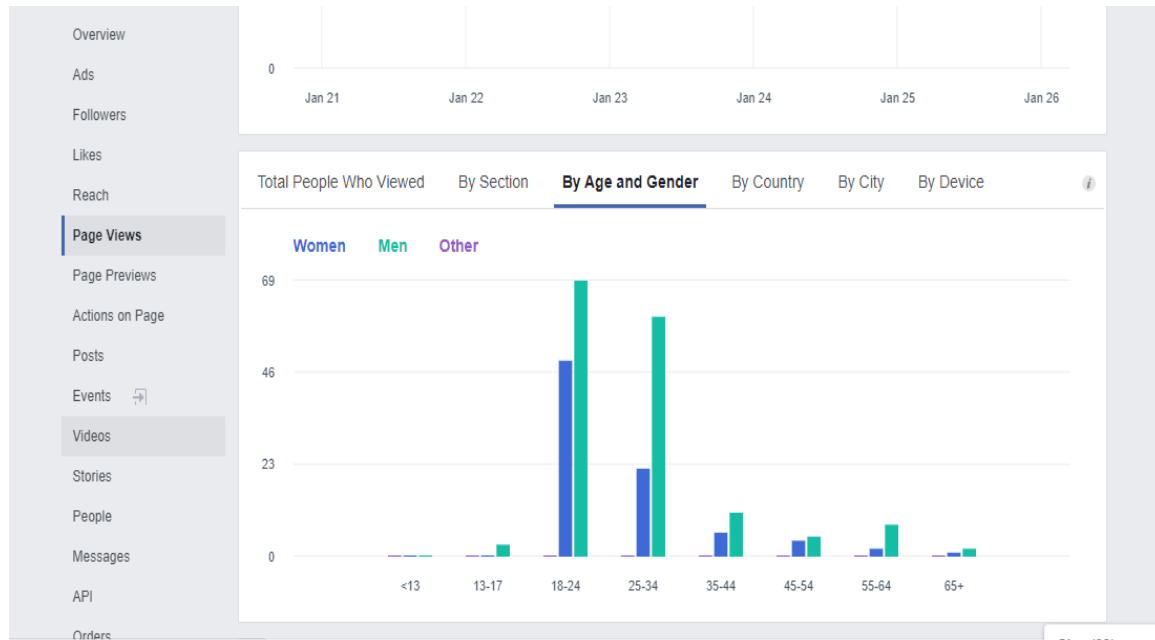 Overview
Ads
Followers
Likes
Reach
Page Views
Page Previews
Actions on Page
Posts
Events
Videos
Stories
People
Messages
API
Orders
0
Jan 21 Jan 22 Jan 23 Jan 24 Jan 25 Jan 26
Total People Who Viewed By Section By Age and Gender By Country By City By Device i
Women Men Other
69
46
23
0
<13 13-17 18-24 25-34 35-44 45-54 55-64 65+